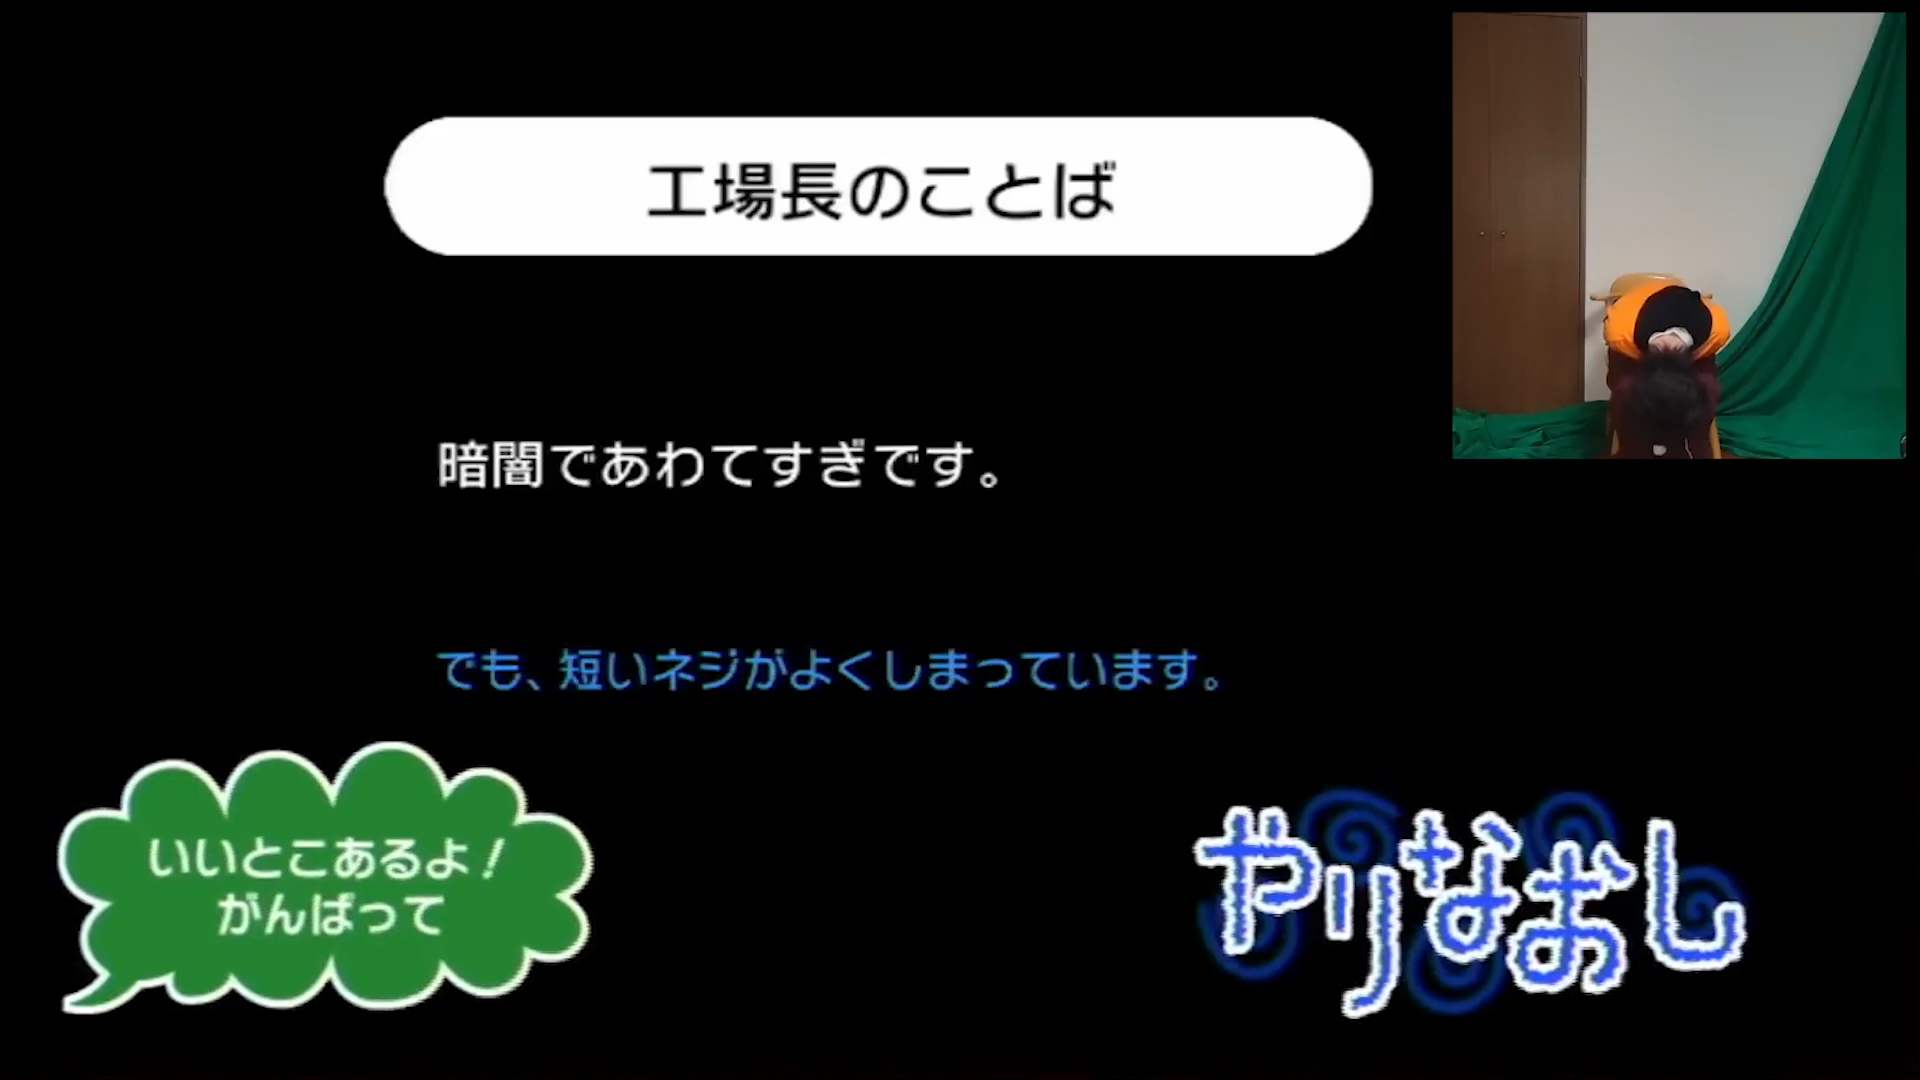 工場長のことば
暗闇であわてすぎです。
でも、短いネジがよくしまっています。
いいとこあるよ！
がんばって
やりなおし